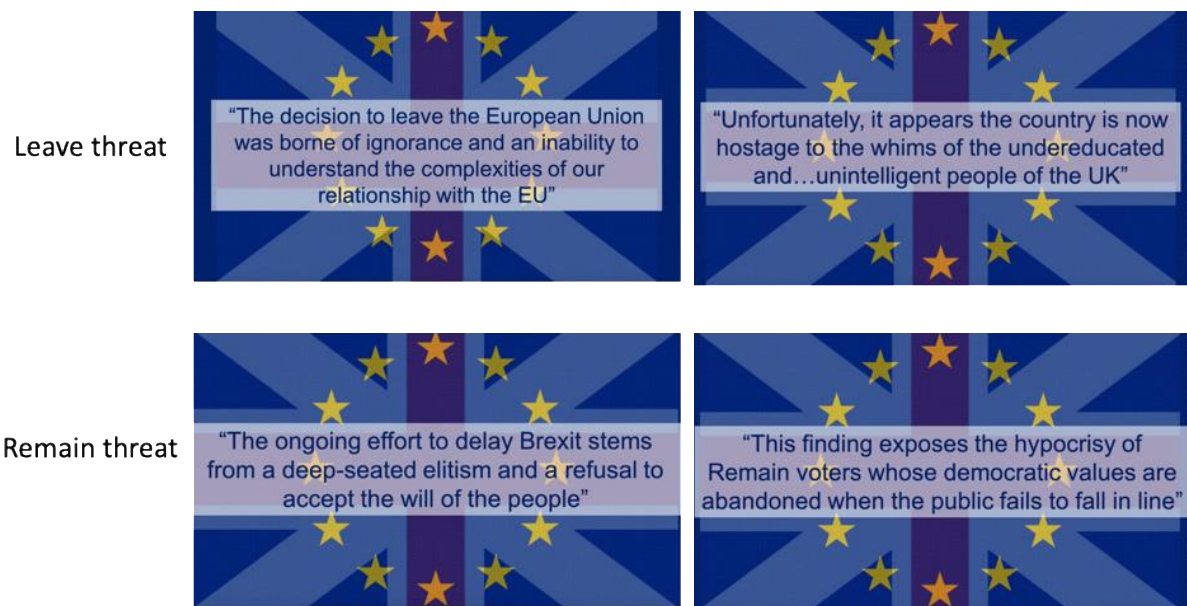 Leave threat
“The decision to leave the European Union
was borne of ignorance and an inability to
understand the complexities of our
relationship with the EU”
“Unfortunately, it appears the country is now
hostage to the whims of the undereducated
and...unintelligent people of the UK”
Remain threat
“The ongoing effort to delay Brexit stems
from a deep-seated elitism and a refusal to
accept the will of the people”
“This finding exposes the hypocrisy of
Remain voters whose democratic values are
abandoned when the public fails to fall in line”